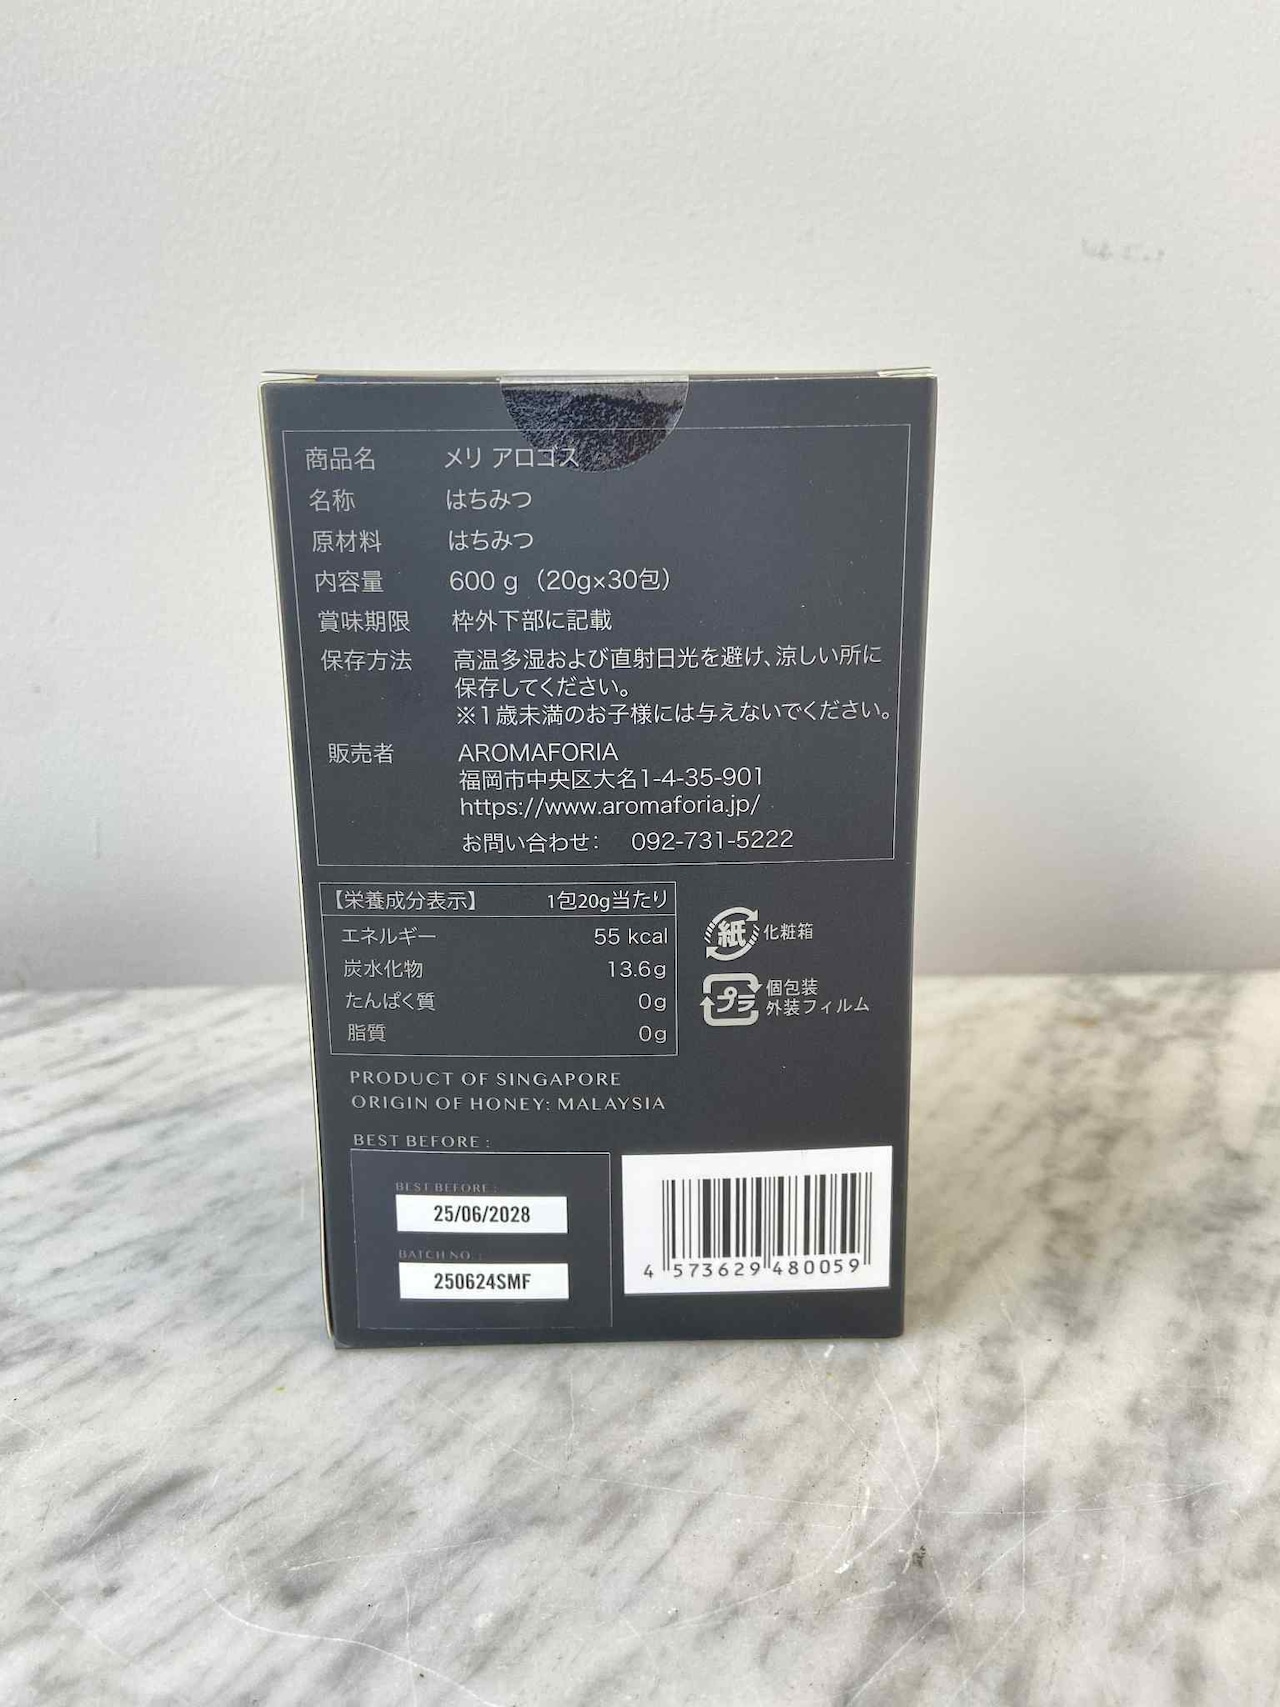 商品名 メリ アロゴス
名称 はちみつ
原材料 はちみつ
内容量 600 g（20g×30包）
賞味期限 枠外下部に記載
保存方法 高温多湿および直射日光を避け、涼しい所に
保存してください。
※1歳未満のお子様には与えないでください。
販売者 AROMAFORIA
福岡市中央区大名1-4-35-901
https://www.aromaforia.jp/
お問い合わせ： 092-731-5222
【栄養成分表示】 1包20g当たり
エネルギー 55 kcal
炭水化物 13.6g
たんぱく質 0g
脂質 0g
紙 化粧箱
プラ 個包装
外装フィルム
PRODUCT OF SINGAPORE
ORIGIN OF HONEY: MALAYSIA
BEST BEFORE :
BEST BEFORE :
25/06/2028
BATCH NO. :
250624SMF
4 573629 480059